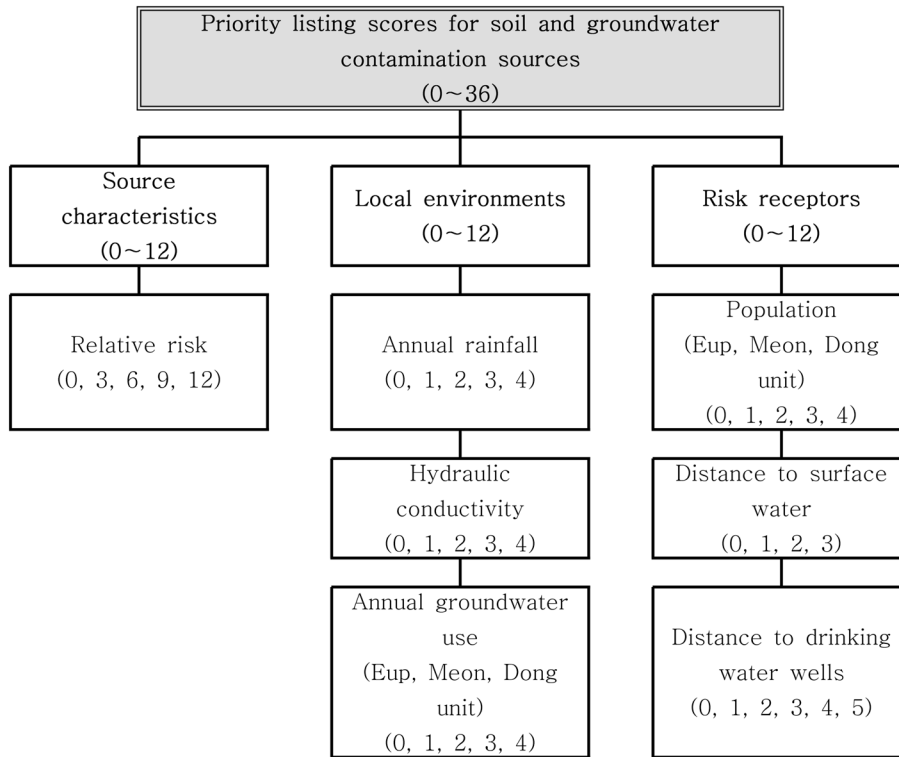 Priority listing scores for soil and groundwater
contamination sources
(0~36)
Source
characteristics
(0~12)
Local environments
(0~12)
Risk receptors
(0~12)
Relative risk
(0, 3, 6, 9, 12)
Annual rainfall
(0, 1, 2, 3, 4)
Population
(Eup, Meon, Dong
unit)
(0, 1, 2, 3, 4)
Hydraulic
conductivity
(0, 1, 2, 3, 4)
Distance to surface
water
(0, 1, 2, 3)
Annual groundwater
use
(Eup, Meon, Dong
unit)
(0, 1, 2, 3, 4)
Distance to drinking
water wells
(0, 1, 2, 3, 4, 5)